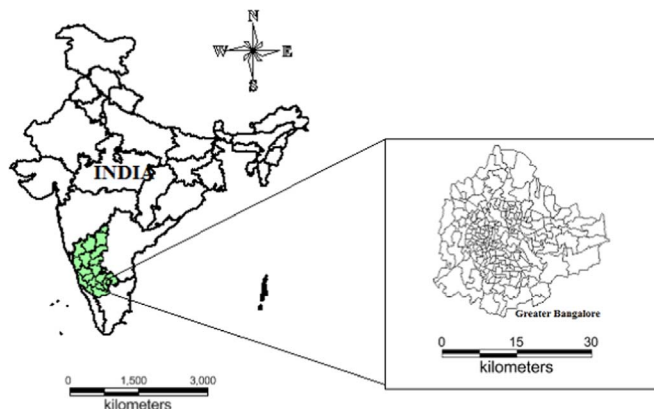 N
W E
S
INDIA
0 1,500 3,000
kilometers
Greater Bangalore
0 15 30
kilometers